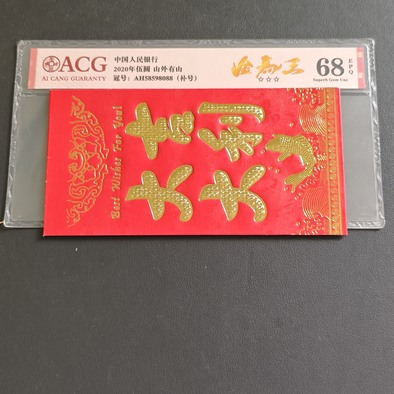 ACG
AI CANG GUARANTY
中国人民银行
2020年伍圆 山外有山
冠号：AH58598088（补号）
68 EPQ
Superb Gem Unc
大吉大利
Best Wishes For You!